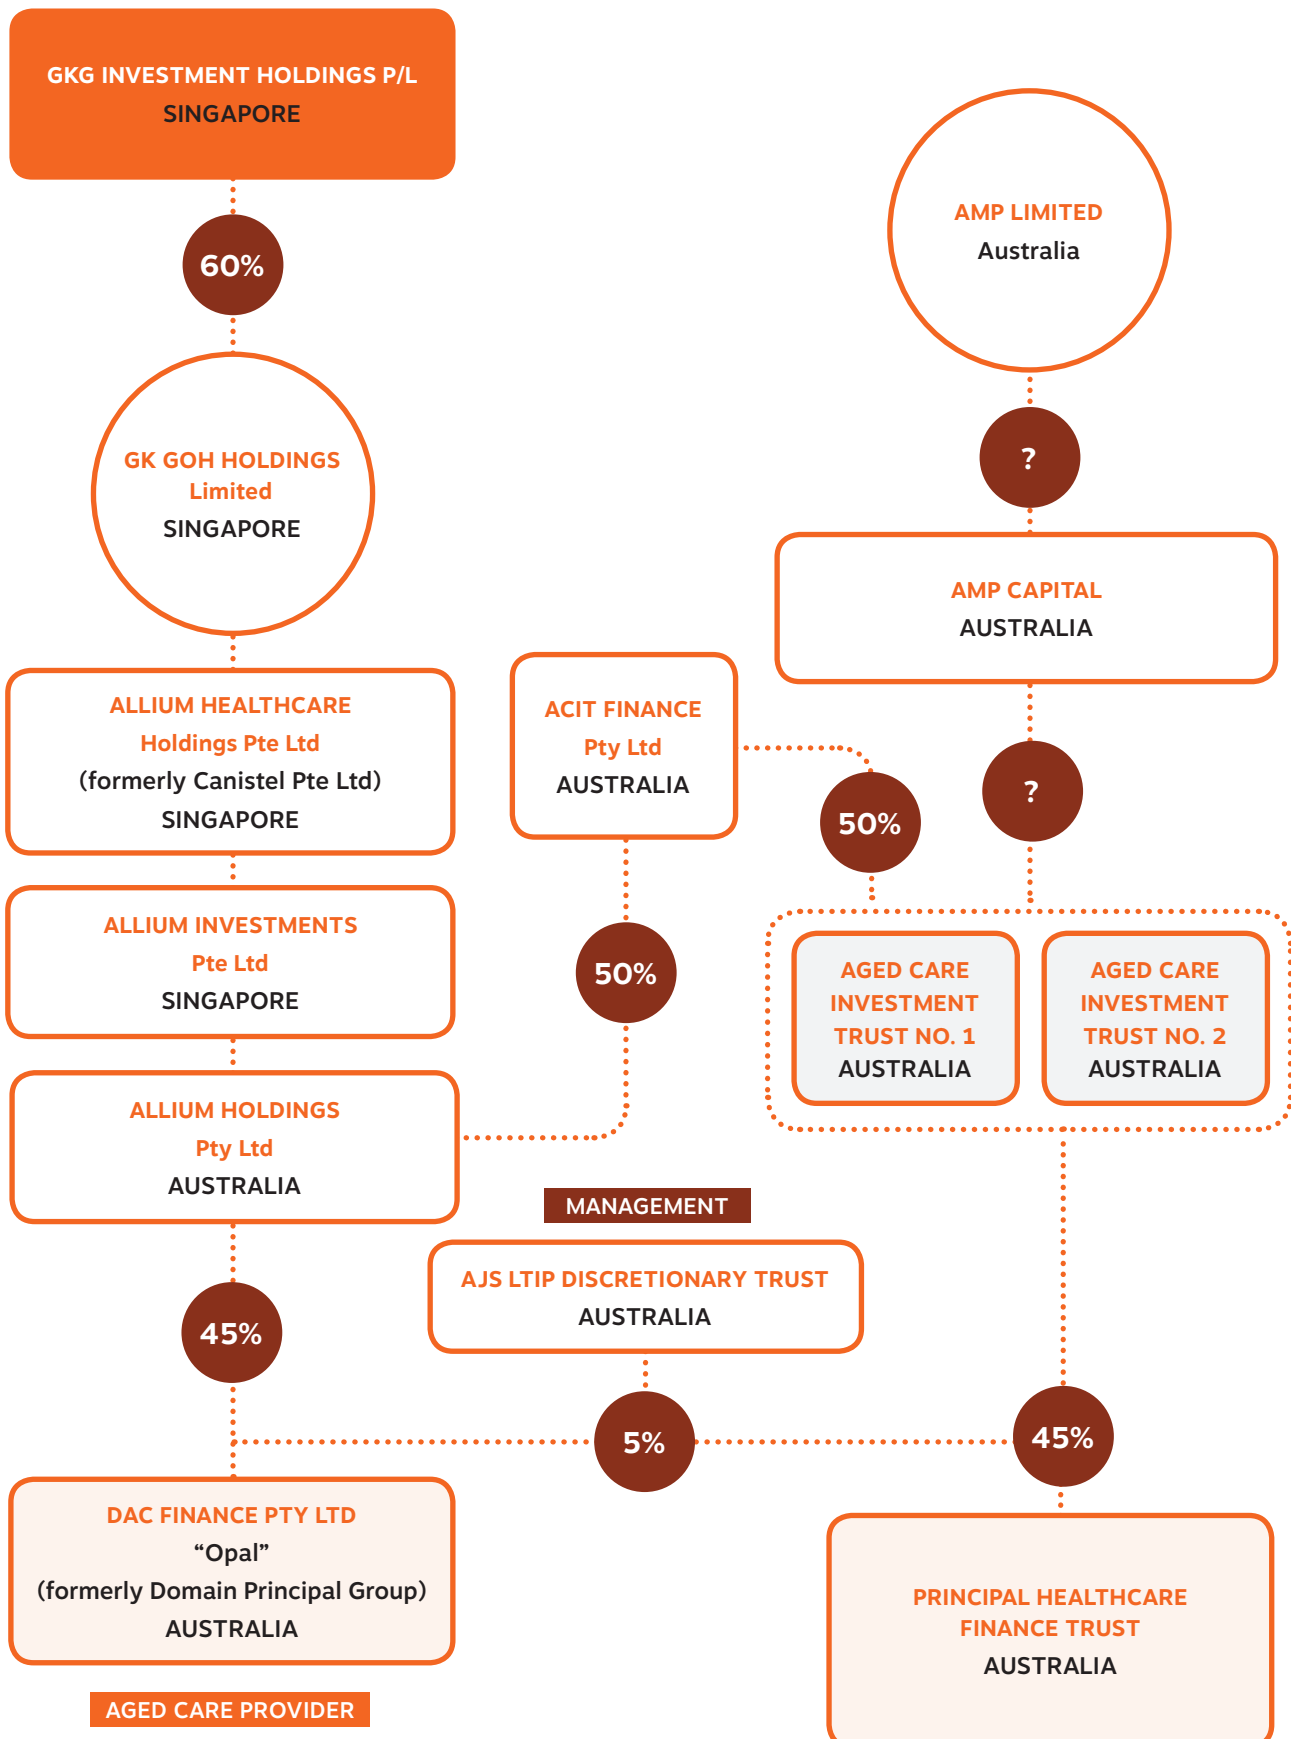 GKG INVESTMENT HOLDINGS P/L
SINGAPORE
60%
GK GOH HOLDINGS
Limited
SINGAPORE
ALLIUM HEALTHCARE
Holdings Pte Ltd
(formerly Canistel Pte Ltd)
SINGAPORE
ALLIUM INVESTMENTS
Pte Ltd
SINGAPORE
ALLIUM HOLDINGS
Pty Ltd
AUSTRALIA
45%
DAC FINANCE PTY LTD
“Opal”
(formerly Domain Principal Group)
AUSTRALIA
AGED CARE PROVIDER
ACIT FINANCE
Pty Ltd
AUSTRALIA
50%
50%
MANAGEMENT
AJS LTIP DISCRETIONARY TRUST
AUSTRALIA
5%
AMP LIMITED
Australia
?
AMP CAPITAL
AUSTRALIA
?
AGED CARE
INVESTMENT
TRUST NO. 1
AUSTRALIA
AGED CARE
INVESTMENT
TRUST NO. 2
AUSTRALIA
45%
PRINCIPAL HEALTHCARE
FINANCE TRUST
AUSTRALIA